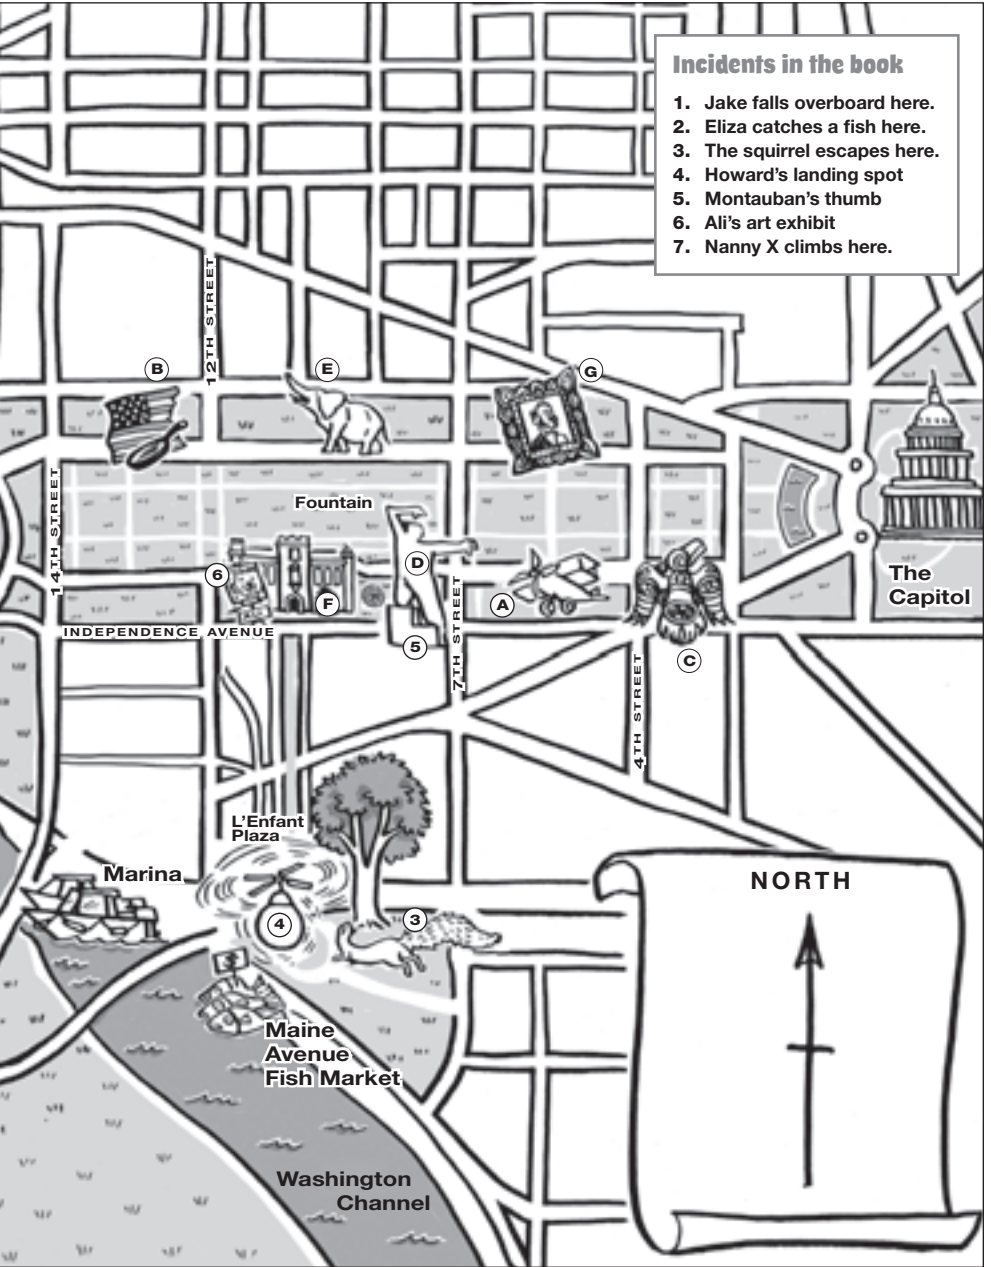 Incidents in the book
1. Jake falls overboard here.
2. Eliza catches a fish here.
3. The squirrel escapes here.
4. Howard's landing spot
5. Montauban's thumb
6. Ali's art exhibit
7. Nanny X climbs here.
12TH STREET
B
E
G
14TH STREET
Fountain
D
6
F
A
The
Capitol
INDEPENDENCE AVENUE
5
7TH STREET
C
4TH STREET
L'Enfant
Plaza
Marina
NORTH
3
4
Maine
Avenue
Fish Market
Washington
Channel